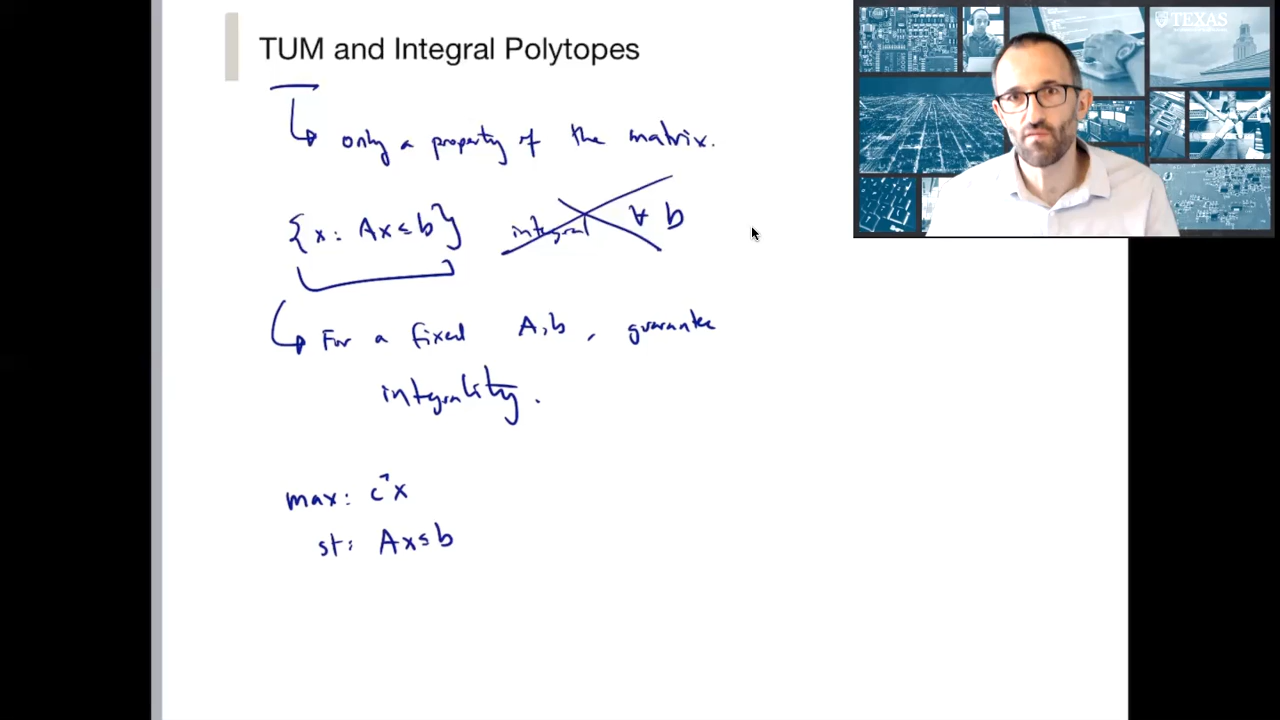 TUM and Integral Polytopes
TEXAS
only a property of the matrix.
{x: Ax ≤ b} integral ∀ b
For a fixed A, b, guarantee
integrality.
max: cᵀx
st: Ax ≤ b